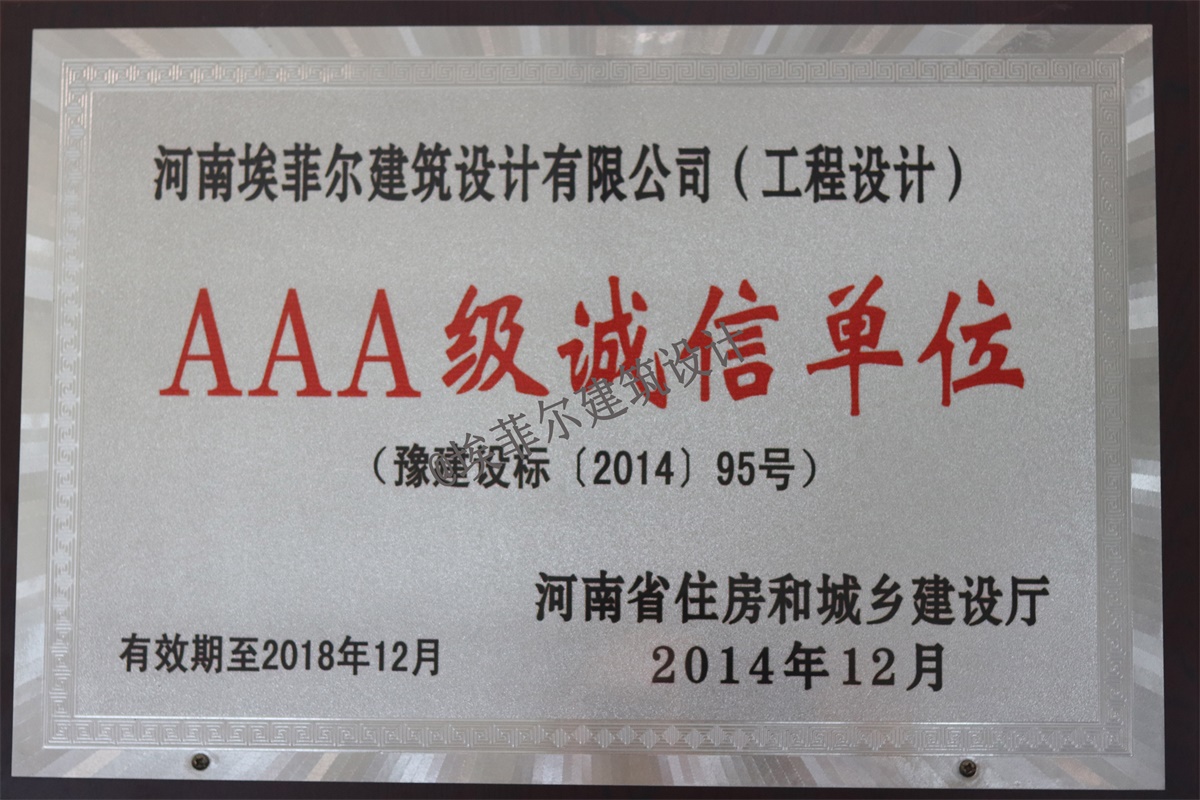 河南埃菲尔建筑设计有限公司（工程设计）
AAA级诚信单位
@埃菲尔建筑设计
（豫建设标〔2014〕95号）
河南省住房和城乡建设厅
有效期至2018年12月
2014年12月